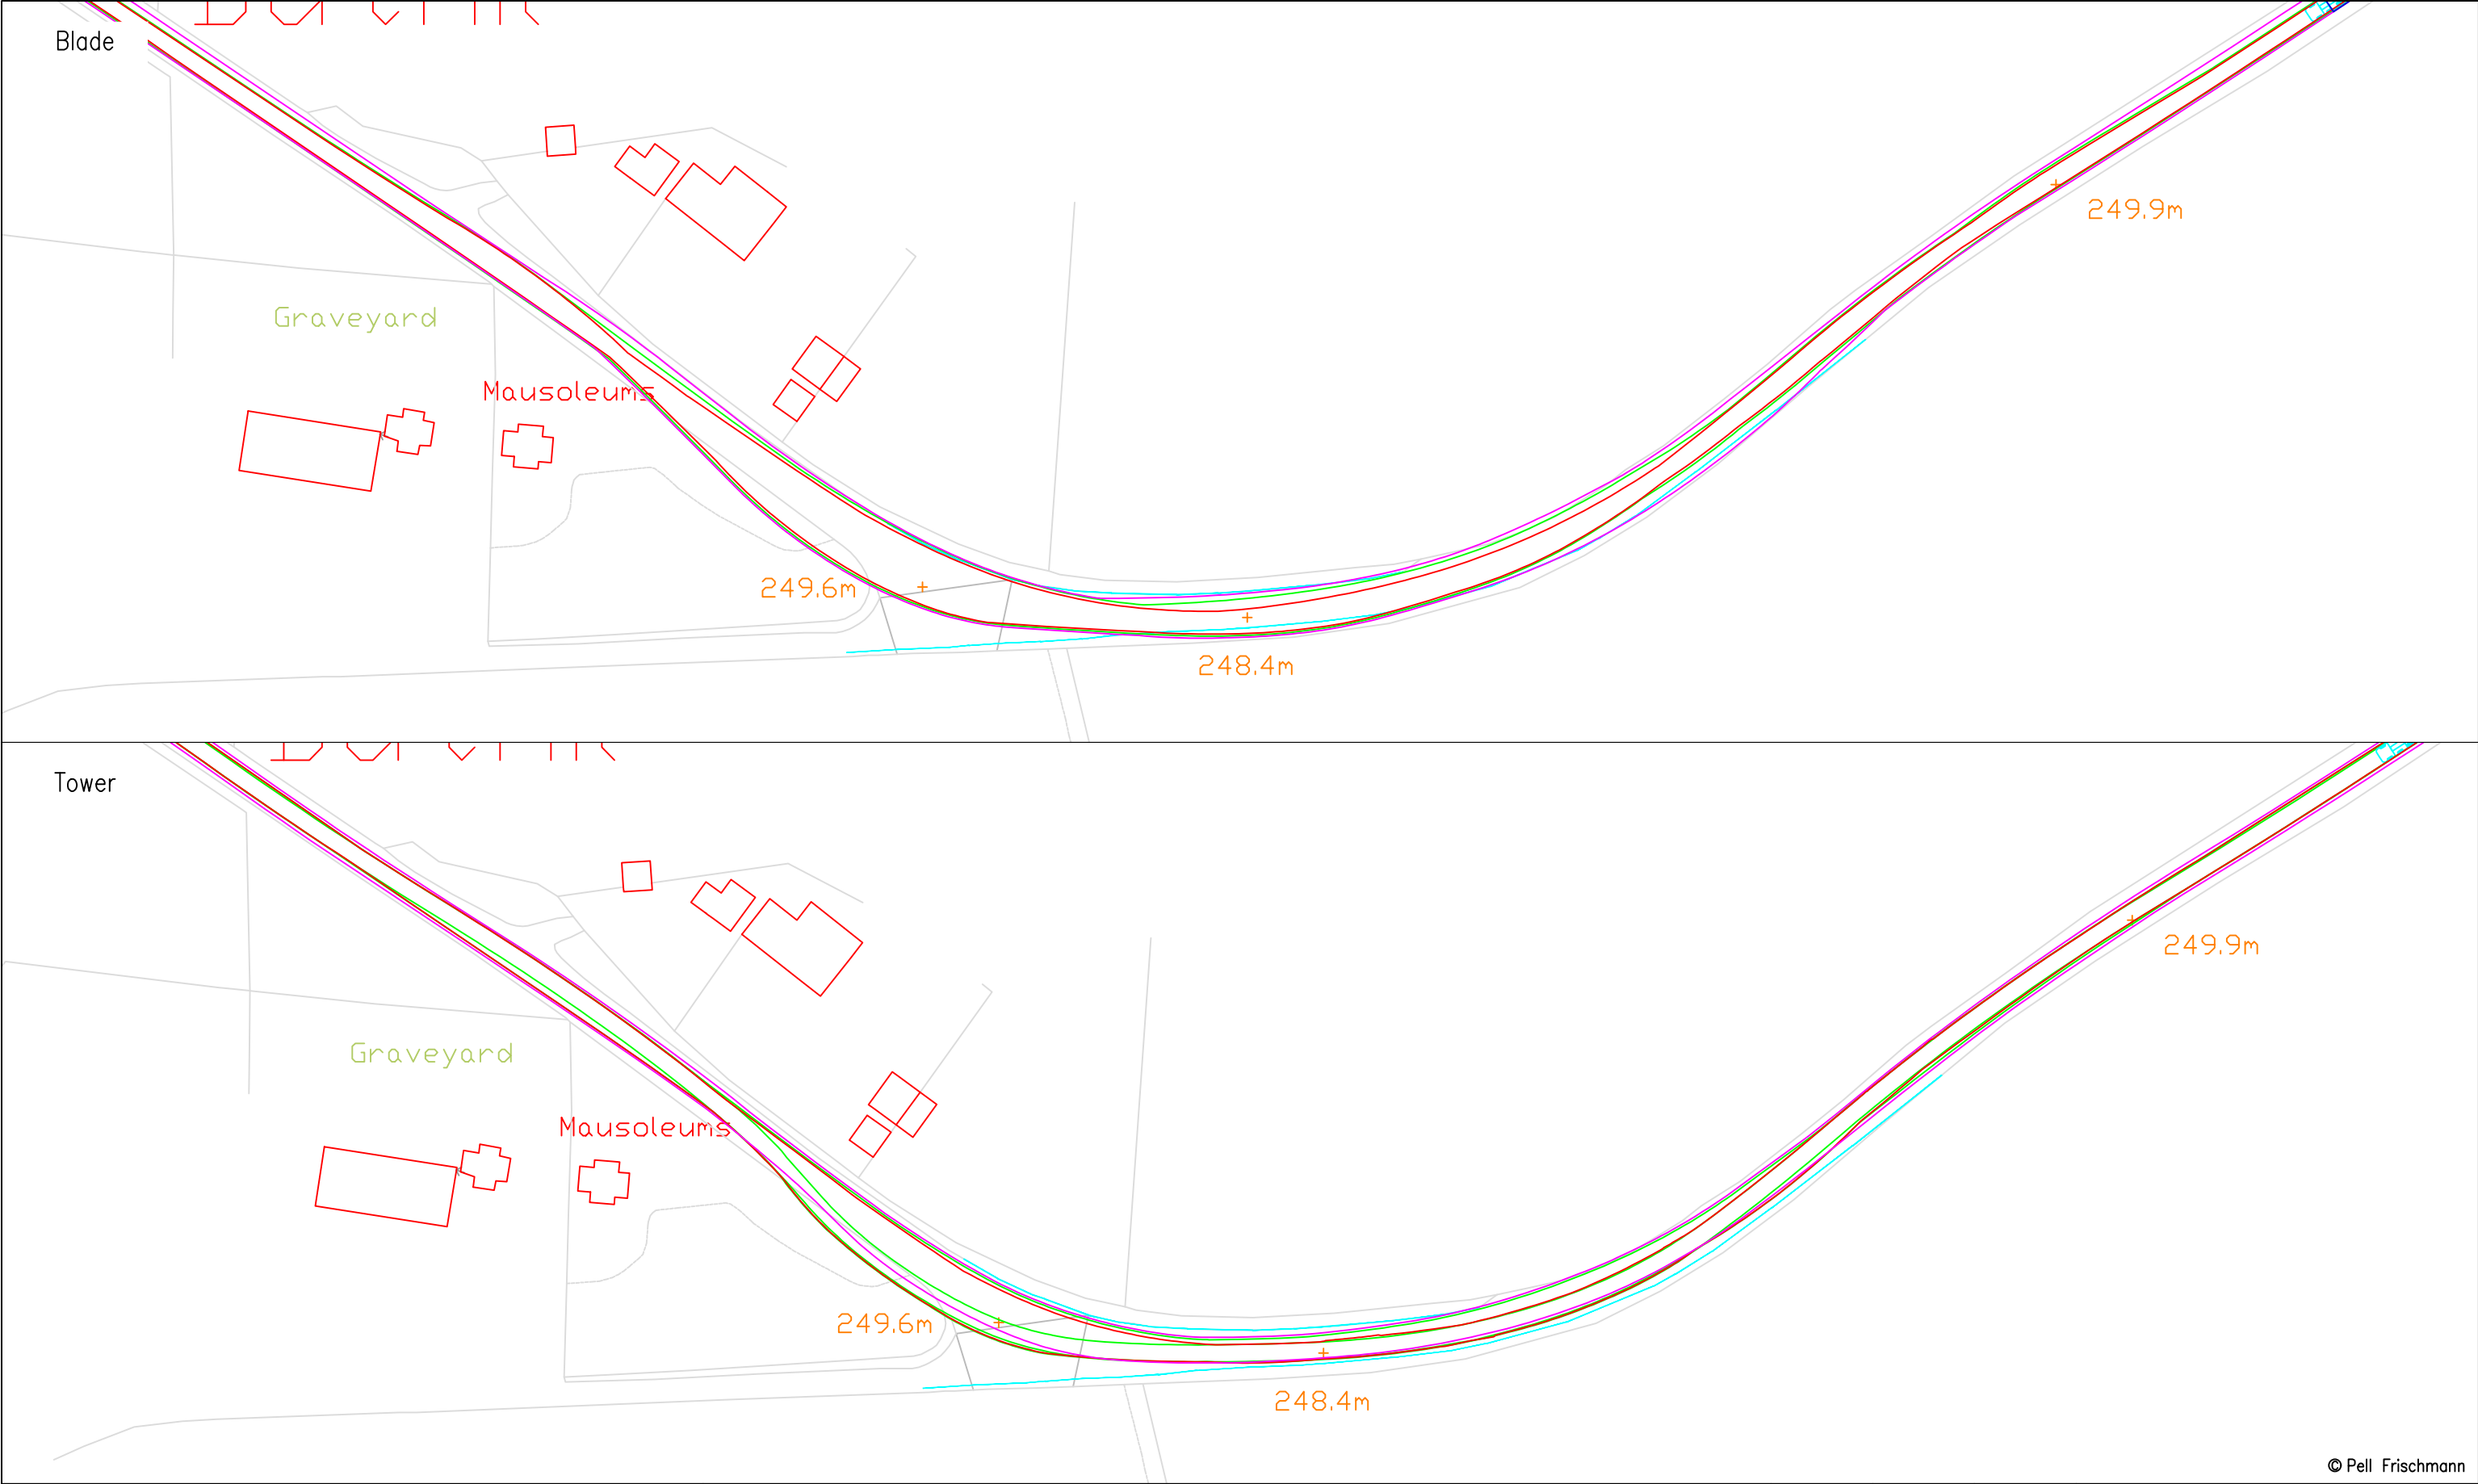 Blade
Graveyard
Mausoleums
249.9m
249.6m
248.4m
Tower
249.9m
Graveyard
Mausoleums
249.6m
248.4m
© Pell Frischmann